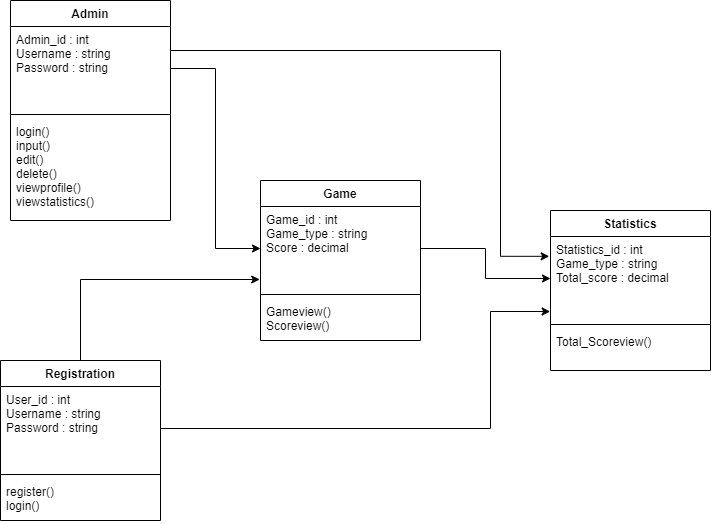 Admin
Admin_id : int
Username : string
Password : string
login()
input()
edit()
delete()
viewprofile()
viewstatistics()
Game
Game_id : int
Game_type : string
Score : decimal
Gameview()
Scoreview()
Statistics
Statistics_id : int
Game_type : string
Total_score : decimal
Total_Scoreview()
Registration
User_id : int
Username : string
Password : string
register()
login()